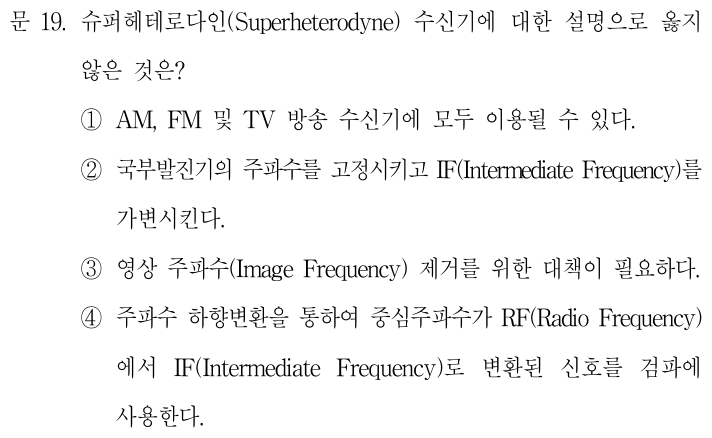 문 19. 슈퍼헤테로다인(Superheterodyne) 수신기에 대한 설명으로 옳지
않은 것은?
① AM, FM 및 TV 방송 수신기에 모두 이용될 수 있다.
② 국부발진기의 주파수를 고정시키고 IF(Intermediate Frequency)를
가변시킨다.
③ 영상 주파수(Image Frequency) 제거를 위한 대책이 필요하다.
④ 주파수 하향변환을 통하여 중심주파수가 RF(Radio Frequency)
에서 IF(Intermediate Frequency)로 변환된 신호를 검파에
사용한다.